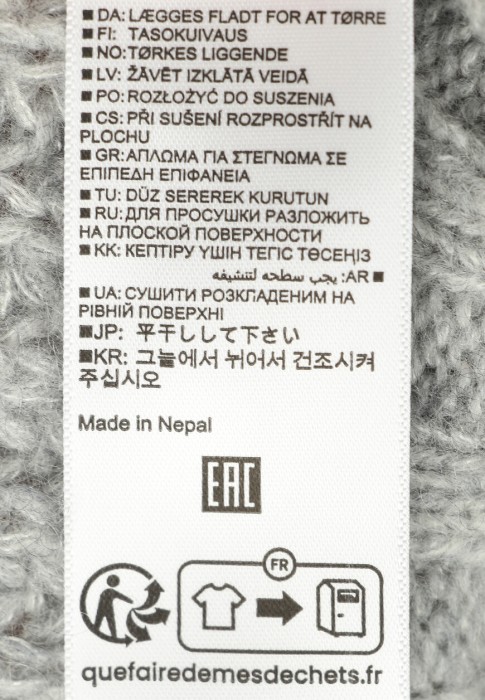 ■ DA: LÆGGES FLADT FOR AT TØRRE
■ FI: TASOKUIVAUS
■ NO: TØRKES LIGGENDE
■ LV: ŽĀVĒT IZKLĀTĀ VEIDĀ
■ PO: ROZŁOŻYĆ DO SUSZENIA
■ CS: PŘI SUŠENÍ ROZPROSTŘÍT NA
PLOCHU
■ GR: ΑΠΛΩΜΑ ΓΙΑ ΣΤΕΓΝΩΜΑ ΣΕ
ΕΠΙΠΕΔΗ ΕΠΙΦΑΝΕΙΑ
■ TU: DÜZ SEREREK KURUTUN
■ RU: ДЛЯ ПРОСУШКИ РАЗЛОЖИТЬ
НА ПЛОСКОЙ ПОВЕРХНОСТИ
■ KK: КЕПТІРУ ҮШІН ТЕГІС ТӨСЕҢІЗ
■ AR: يجب سطحه لتنشيفه
■ UA: СУШИТИ РОЗКЛАДЕНИМ НА
РІВНІЙ ПОВЕРХНІ
■JP: 平干しして下さい
■KR: 그늘에서 뉘어서 건조시켜
주십시오
Made in Nepal
EAC
FR
quefairedemesdechets.fr